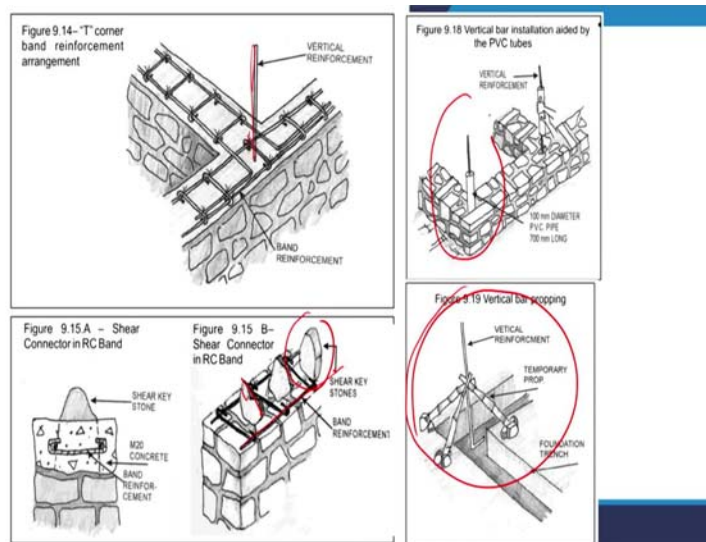 Figure 9.14– “T” corner
band reinforcement
arrangement
VERTICAL
REINFORCEMENT
BAND
REINFORCEMENT
Figure 9.18 Vertical bar installation aided by
the PVC tubes
VERTICAL
REINFORCEMENT
100 mm DIAMETER
PVC PIPE
700 mm LONG
Figure 9.15.A – Shear
Connector in RC Band
SHEAR KEY
STONE
M20
CONCRETE
BAND
REINFOR-
CEMENT
Figure 9.15 B–
Shear Connector
in RC Band
SHEAR KEY
STONES
BAND
REINFORCEMENT
Figure 9.19 Vertical bar propping
VETICAL
REINFORCMENT
TEMPORARY
PROP.
FOUNDATION
TRENCH